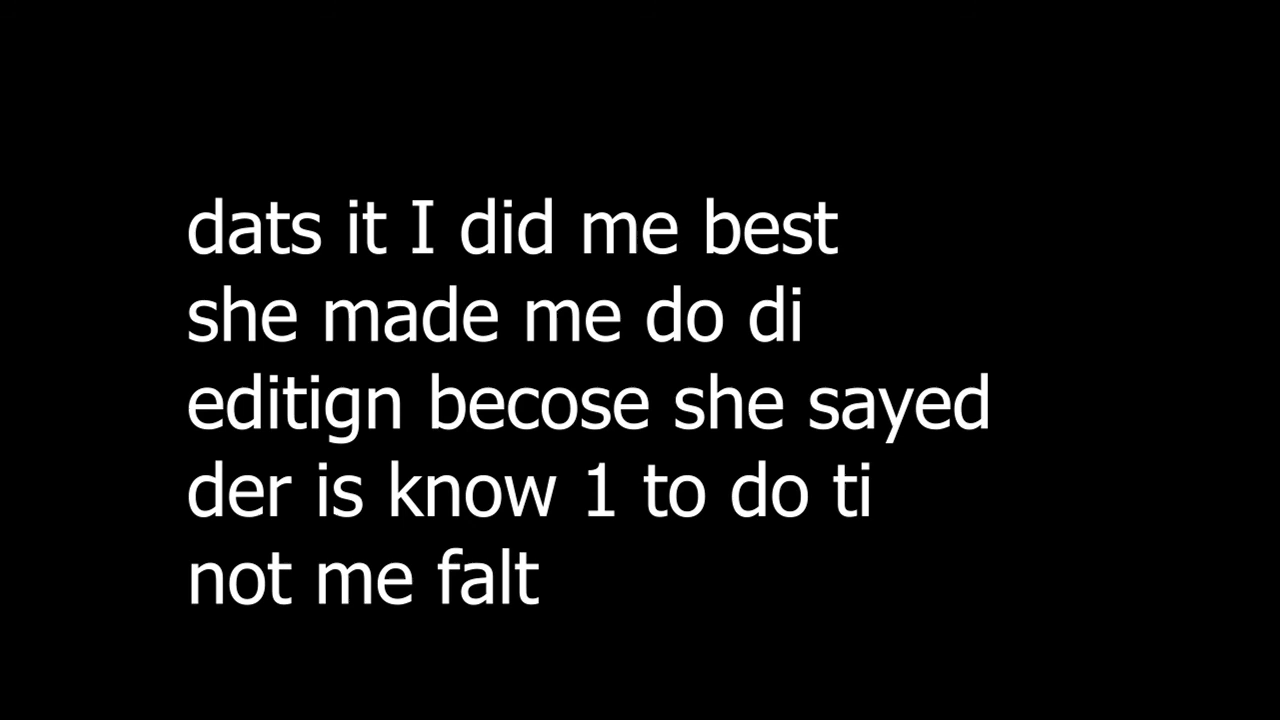 dats it I did me best
she made me do di
editign becose she sayed
der is know 1 to do ti
not me falt